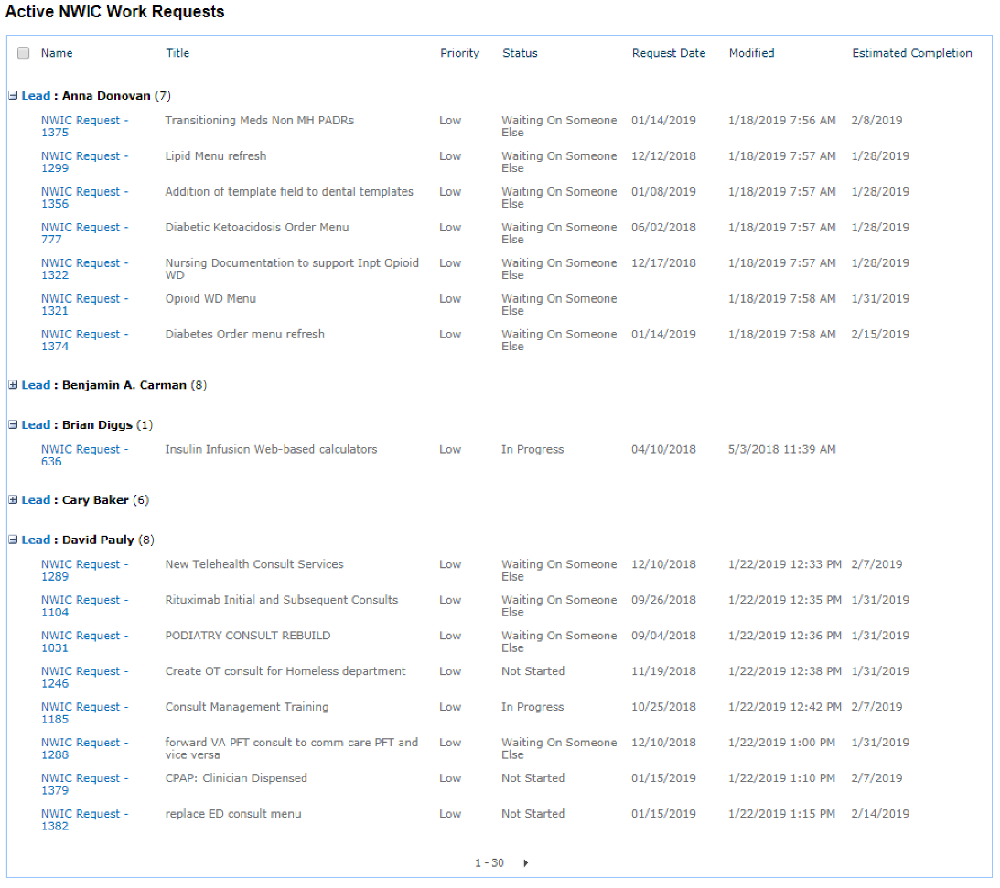 Active NWIC Work Requests
Name Title Priority Status Request Date Modified Estimated Completion
Lead : Anna Donovan (7)
NWIC Request - Transitioning Meds Non MH PADRs Low Waiting On Someone 01/14/2019 1/18/2019 7:56 AM 2/8/2019
1375 Else
NWIC Request - Lipid Menu refresh Low Waiting On Someone 12/12/2018 1/18/2019 7:57 AM 1/28/2019
1299 Else
NWIC Request - Addition of template field to dental templates Low Waiting On Someone 01/08/2019 1/18/2019 7:57 AM 1/28/2019
1356 Else
NWIC Request - Diabetic Ketoacidosis Order Menu Low Waiting On Someone 06/02/2018 1/18/2019 7:57 AM 1/28/2019
777 Else
NWIC Request - Nursing Documentation to support Inpt Opioid Low Waiting On Someone 12/17/2018 1/18/2019 7:57 AM 1/28/2019
1322 WD Else
NWIC Request - Opioid WD Menu Low Waiting On Someone 1/18/2019 7:58 AM 1/31/2019
1321 Else
NWIC Request - Diabetes Order menu refresh Low Waiting On Someone 01/14/2019 1/18/2019 7:58 AM 2/15/2019
1374 Else
Lead : Benjamin A. Carman (8)
Lead : Brian Diggs (1)
NWIC Request - Insulin Infusion Web-based calculators Low In Progress 04/10/2018 5/3/2018 11:39 AM
636
Lead : Cary Baker (6)
Lead : David Pauly (8)
NWIC Request - New Telehealth Consult Services Low Waiting On Someone 12/10/2018 1/22/2019 12:33 PM 2/7/2019
1289 Else
NWIC Request - Rituximab Initial and Subsequent Consults Low Waiting On Someone 09/26/2018 1/22/2019 12:35 PM 1/31/2019
1104 Else
NWIC Request - PODIATRY CONSULT REBUILD Low Waiting On Someone 09/04/2018 1/22/2019 12:36 PM 1/31/2019
1031 Else
NWIC Request - Create OT consult for Homeless department Low Not Started 11/19/2018 1/22/2019 12:38 PM 1/31/2019
1246
NWIC Request - Consult Management Training Low In Progress 10/25/2018 1/22/2019 12:42 PM 2/7/2019
1185
NWIC Request - forward VA PFT consult to comm care PFT and Low Waiting On Someone 12/10/2018 1/22/2019 1:00 PM 1/31/2019
1288 vice versa Else
NWIC Request - CPAP: Clinician Dispensed Low Not Started 01/15/2019 1/22/2019 1:10 PM 2/7/2019
1379
NWIC Request - replace ED consult menu Low Not Started 01/15/2019 1/22/2019 1:15 PM 2/14/2019
1382
1 - 30